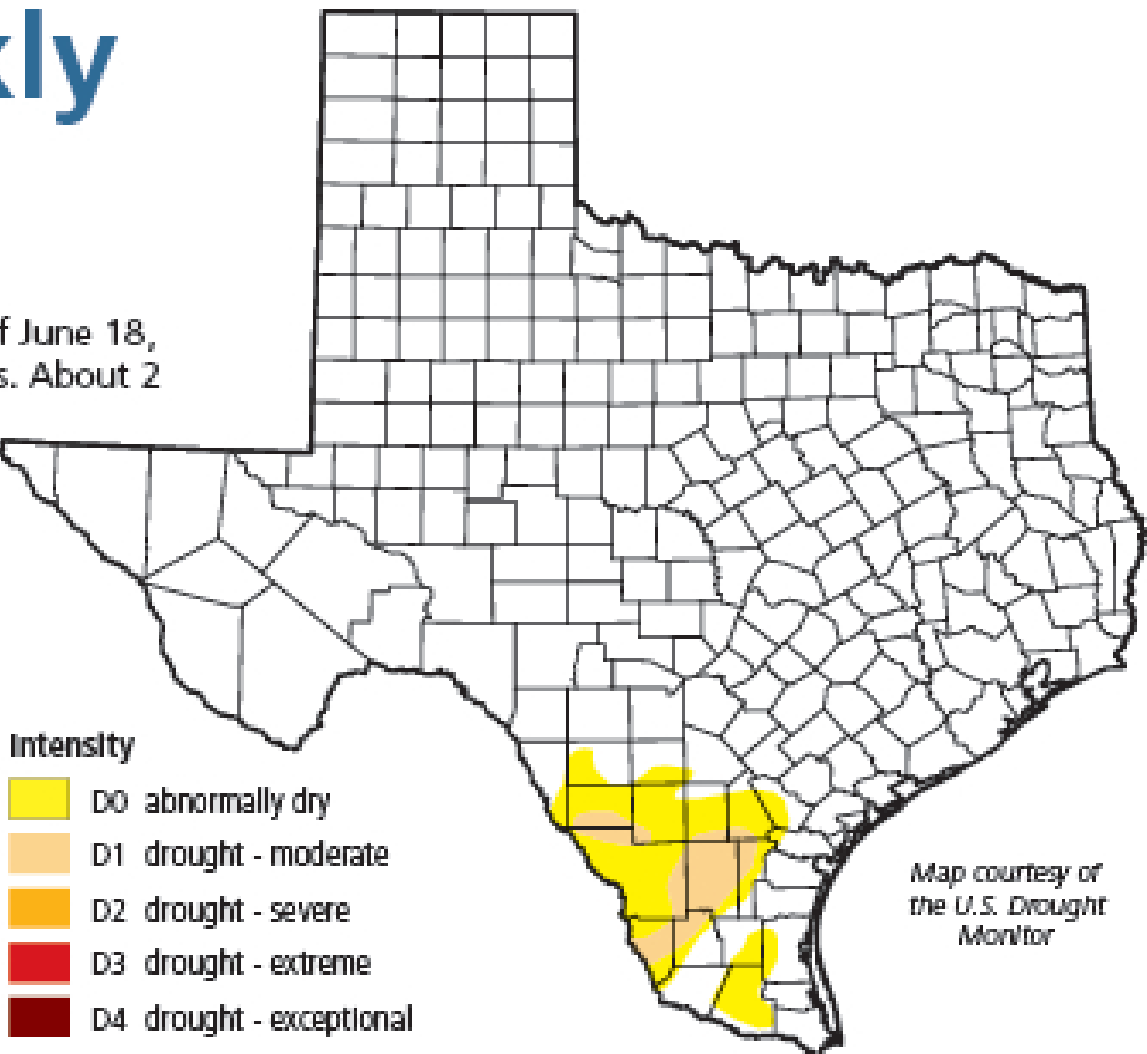 kly
f June 18,
s. About 2
Intensity
D0 abnormally dry
D1 drought - moderate
D2 drought - severe
D3 drought - extreme
D4 drought - exceptional
Map courtesy of
the U.S. Drought
Monitor